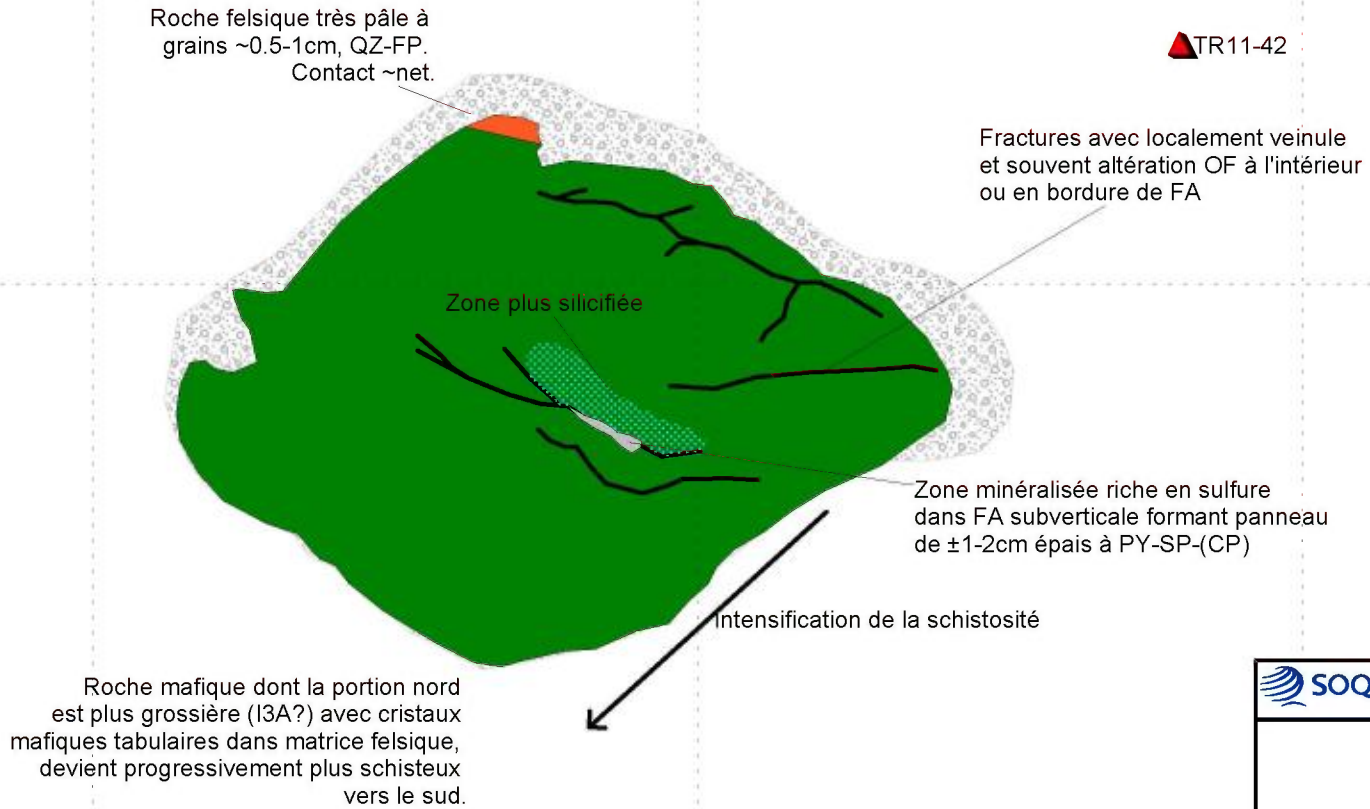 Roche felsique très pâle à
grains ~0.5-1cm, QZ-FP.
Contact ~net.
TR11-42
Fractures avec localement veinule
et souvent altération OF à l'intérieur
ou en bordure de FA
Zone plus silicifiée
Zone minéralisée riche en sulfure
dans FA subverticale formant panneau
de ±1-2cm épais à PY-SP-(CP)
Intensification de la schistosité
Roche mafique dont la portion nord
est plus grossière (I3A?) avec cristaux
mafiques tabulaires dans matrice felsique,
devient progressivement plus schisteux
vers le sud.
SOQ